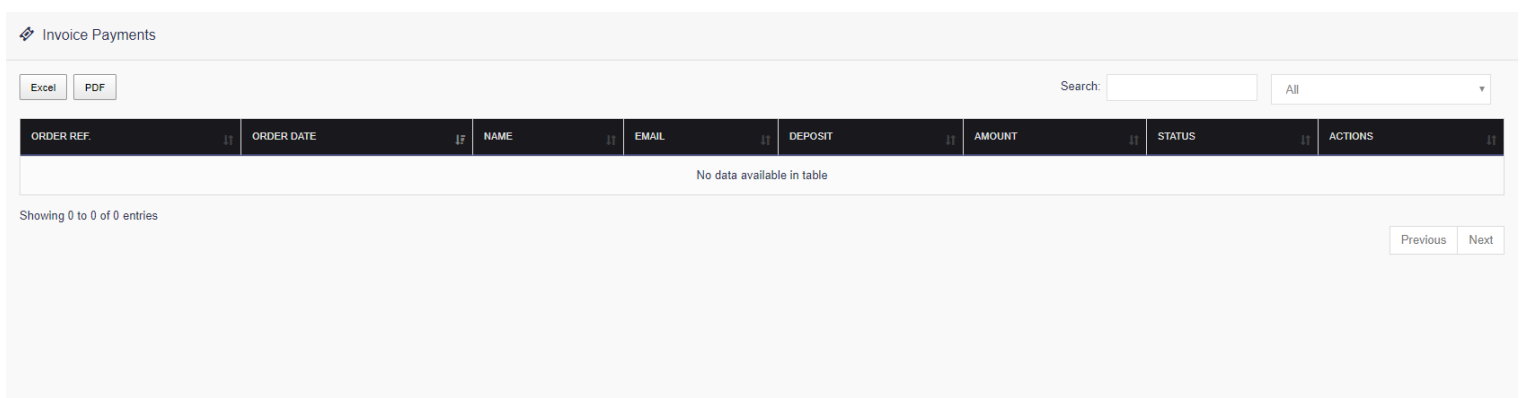 Invoice Payments
Excel PDF Search: All
ORDER REF. ORDER DATE NAME EMAIL DEPOSIT AMOUNT STATUS ACTIONS
No data available in table
Showing 0 to 0 of 0 entries
Previous Next